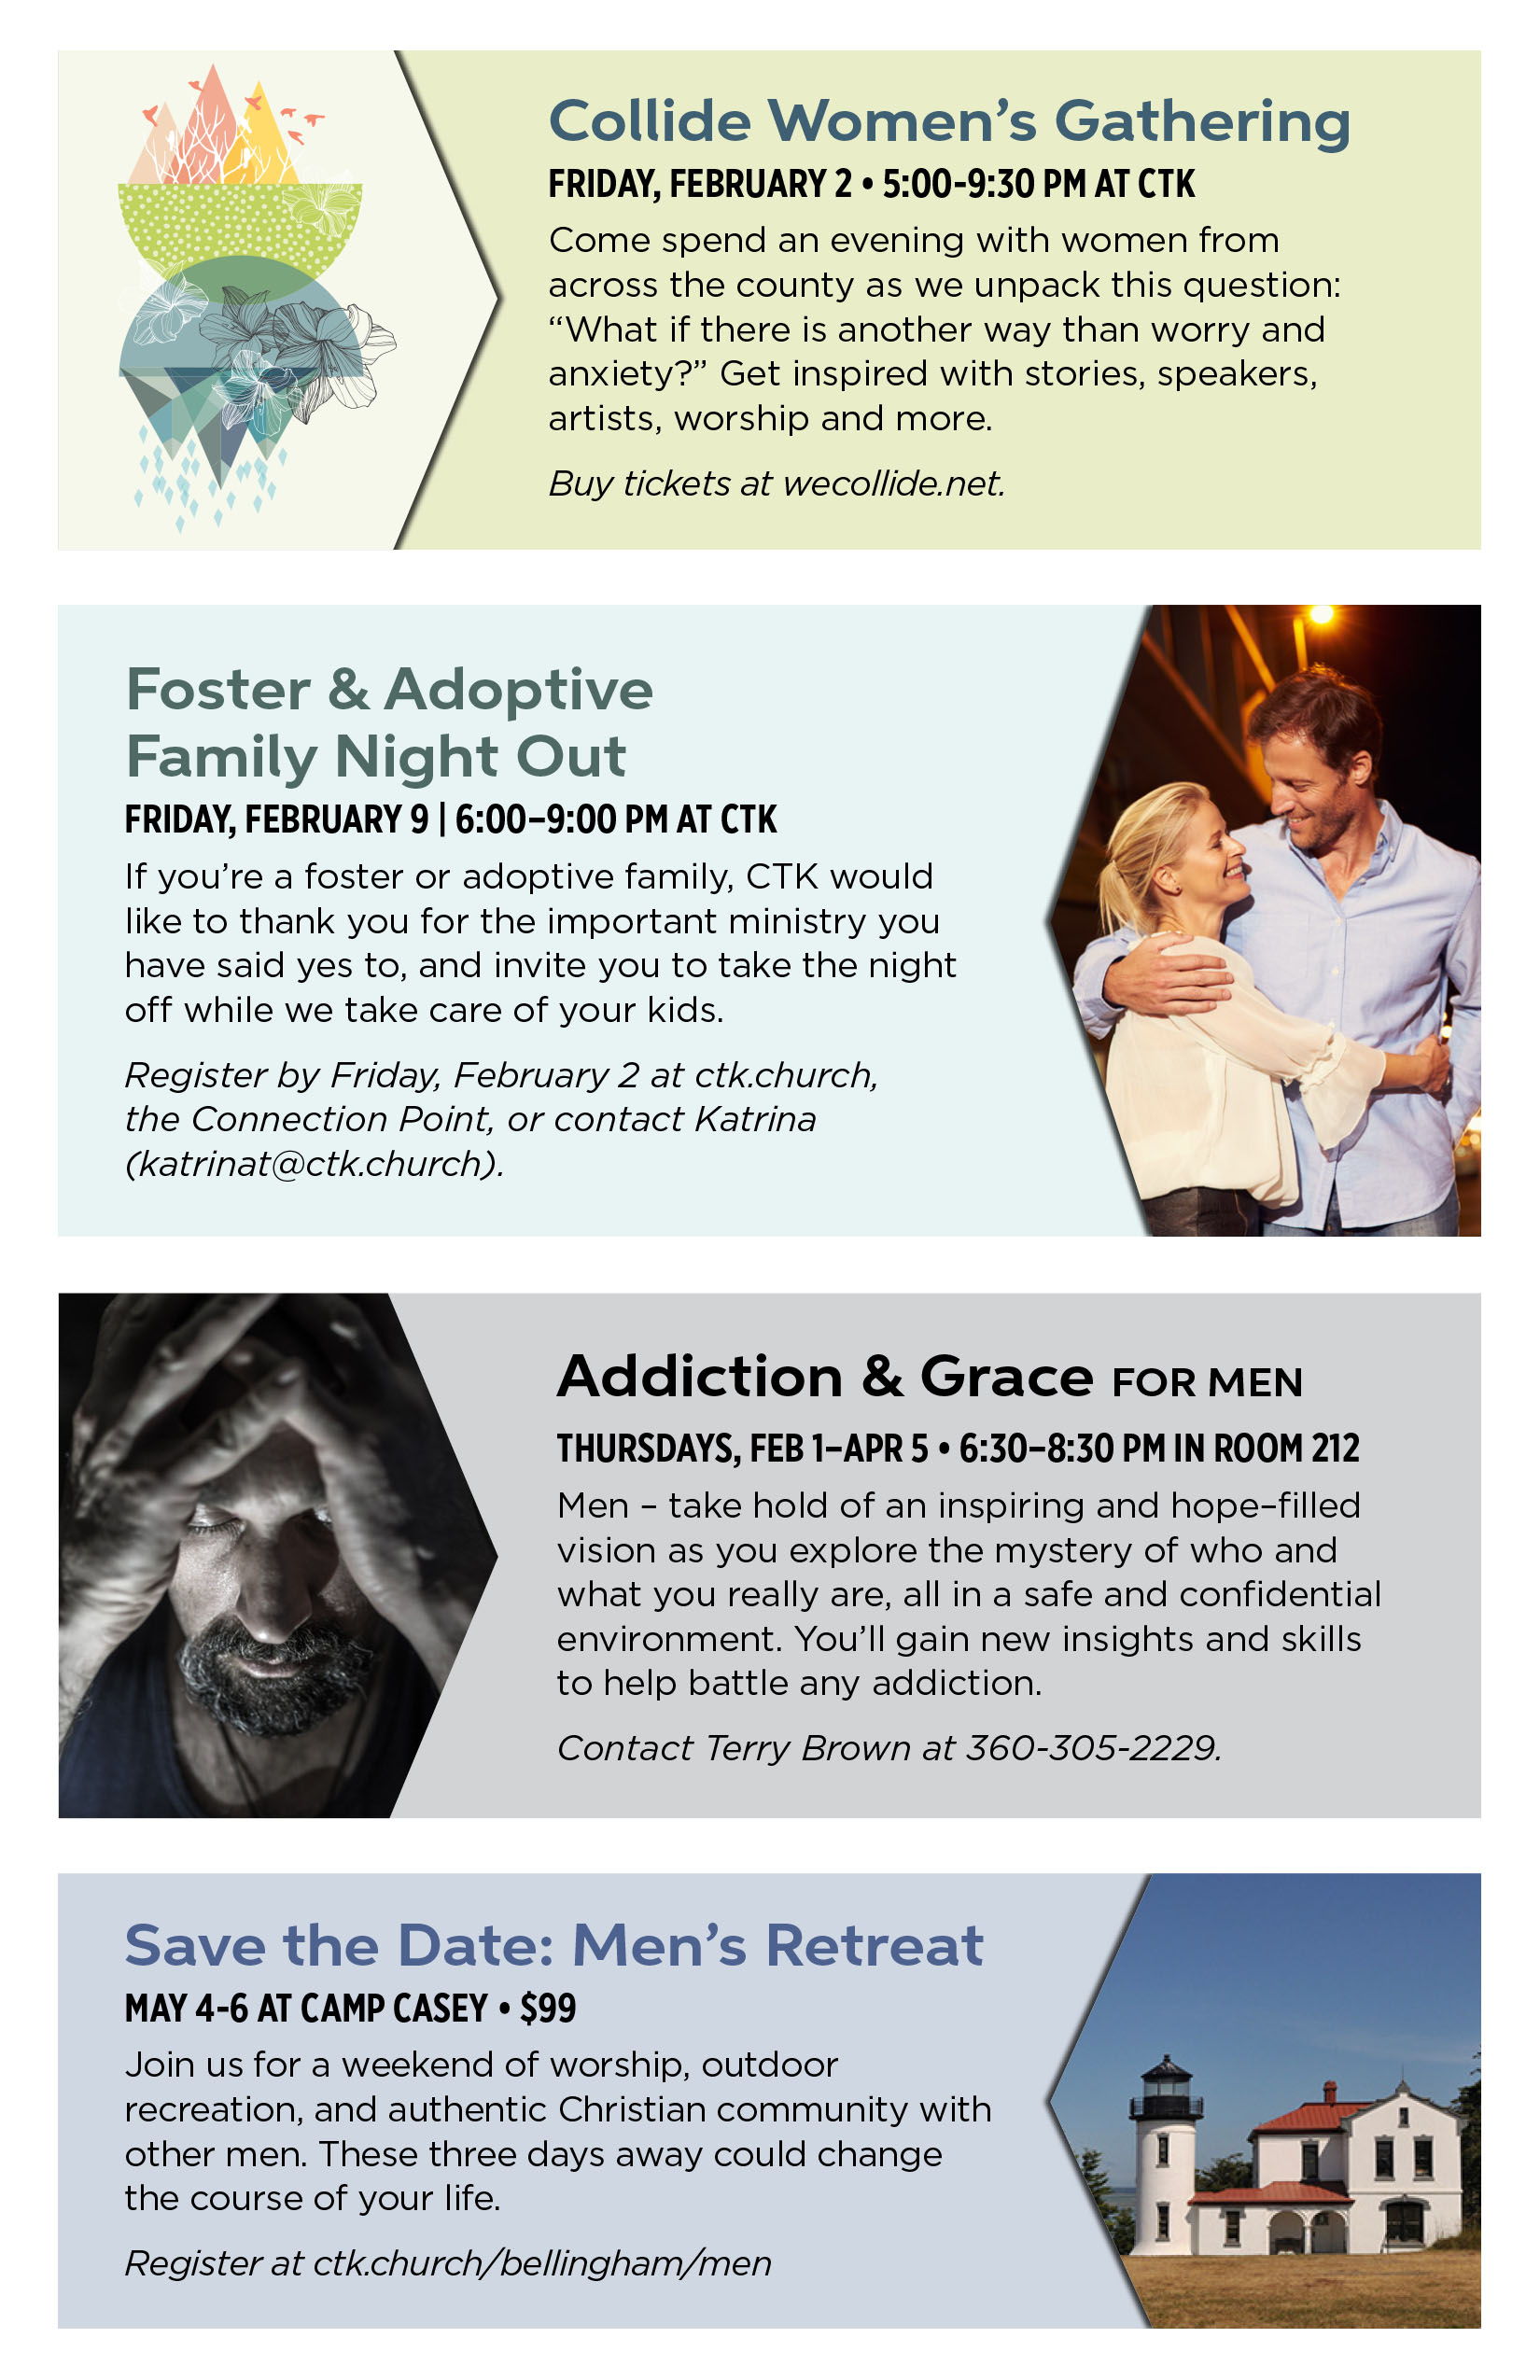 Collide Women’s Gathering
FRIDAY, FEBRUARY 2 • 5:00-9:30 PM AT CTK
Come spend an evening with women from
across the county as we unpack this question:
“What if there is another way than worry and
anxiety?” Get inspired with stories, speakers,
artists, worship and more.
Buy tickets at wecollide.net.
Foster & Adoptive
Family Night Out
FRIDAY, FEBRUARY 9 | 6:00–9:00 PM AT CTK
If you’re a foster or adoptive family, CTK would
like to thank you for the important ministry you
have said yes to, and invite you to take the night
off while we take care of your kids.
Register by Friday, February 2 at ctk.church,
the Connection Point, or contact Katrina
(katrinat@ctk.church).
Addiction & Grace FOR MEN
THURSDAYS, FEB 1–APR 5 • 6:30–8:30 PM IN ROOM 212
Men – take hold of an inspiring and hope–filled
vision as you explore the mystery of who and
what you really are, all in a safe and confidential
environment. You’ll gain new insights and skills
to help battle any addiction.
Contact Terry Brown at 360-305-2229.
Save the Date: Men’s Retreat
MAY 4-6 AT CAMP CASEY • $99
Join us for a weekend of worship, outdoor
recreation, and authentic Christian community with
other men. These three days away could change
the course of your life.
Register at ctk.church/bellingham/men